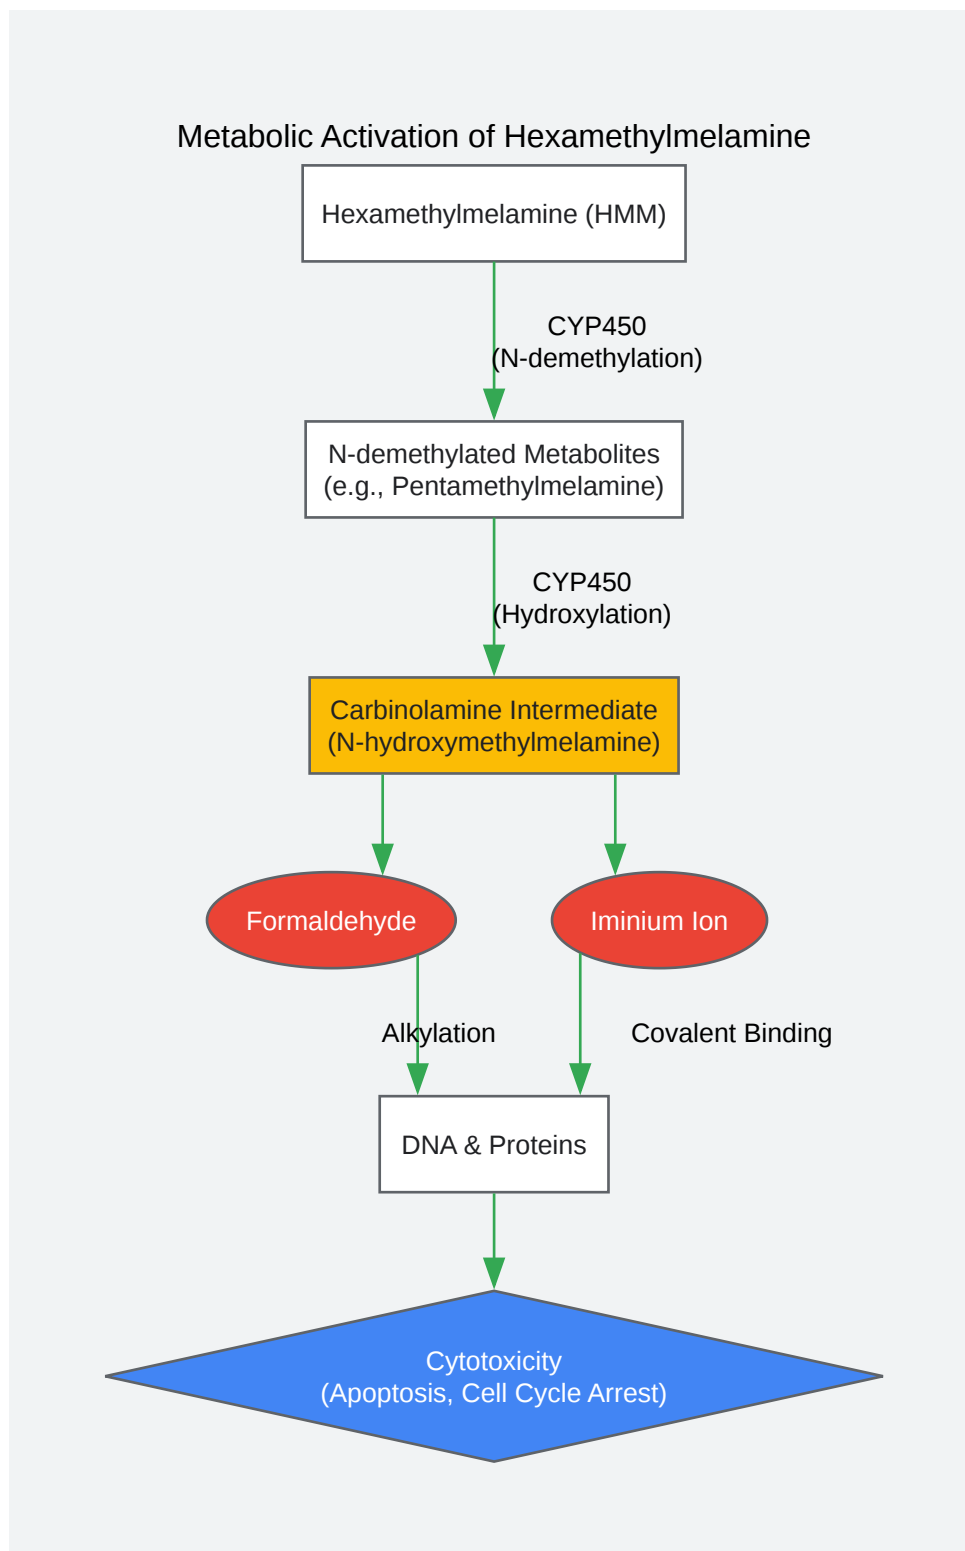 Metabolic Activation of Hexamethylmelamine
Hexamethylmelamine (HMM)
CYP450
(N-demethylation)
N-demethylated Metabolites
(e.g., Pentamethylmelamine)
CYP450
(Hydroxylation)
Carbinolamine Intermediate
(N-hydroxymethylmelamine)
Formaldehyde
Iminium Ion
Alkylation
Covalent Binding
DNA & Proteins
Cytotoxicity
(Apoptosis, Cell Cycle Arrest)